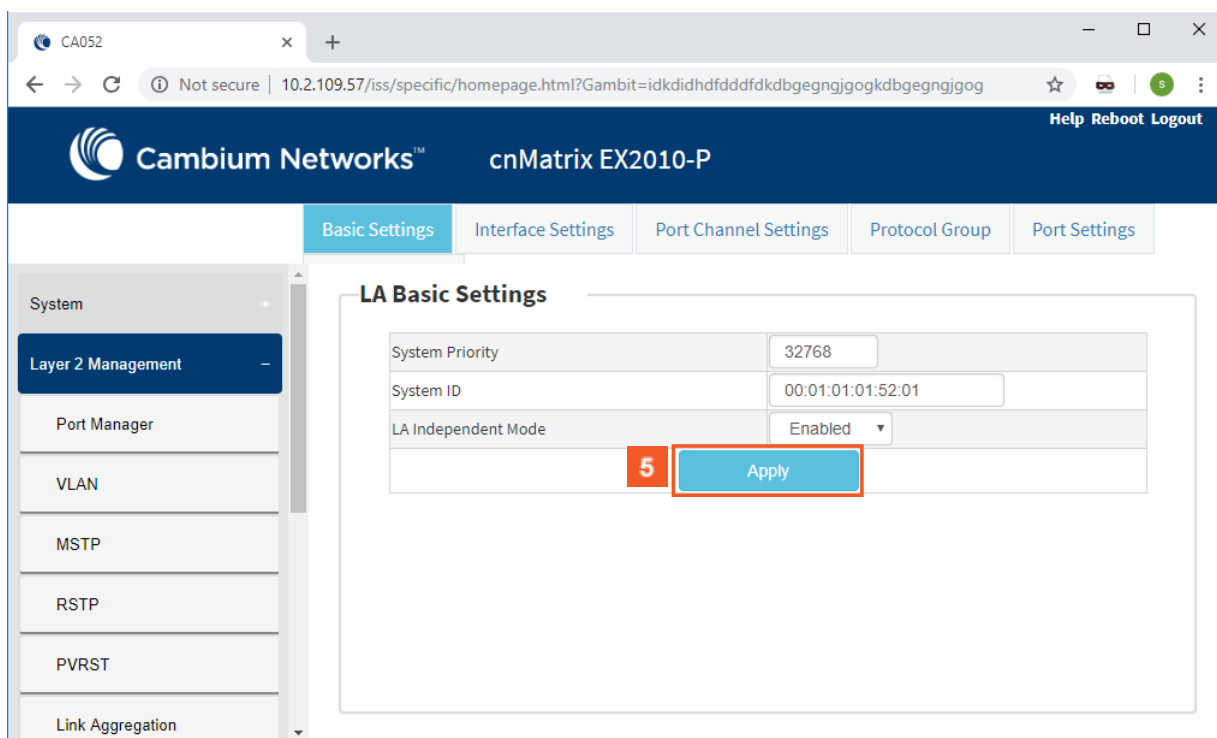 CA052
Not secure | 10.2.109.57/iss/specific/homepage.html?Gambit=idkdidhdfdddfdkdbgegngjgogkdbgegngjgog
S
Help Reboot Logout
Cambium Networks™ cnMatrix EX2010-P
Basic Settings Interface Settings Port Channel Settings Protocol Group Port Settings
System +
Layer 2 Management –
Port Manager
VLAN
MSTP
RSTP
PVRST
Link Aggregation
LA Basic Settings
System Priority 32768
System ID 00:01:01:01:52:01
LA Independent Mode Enabled
5 Apply